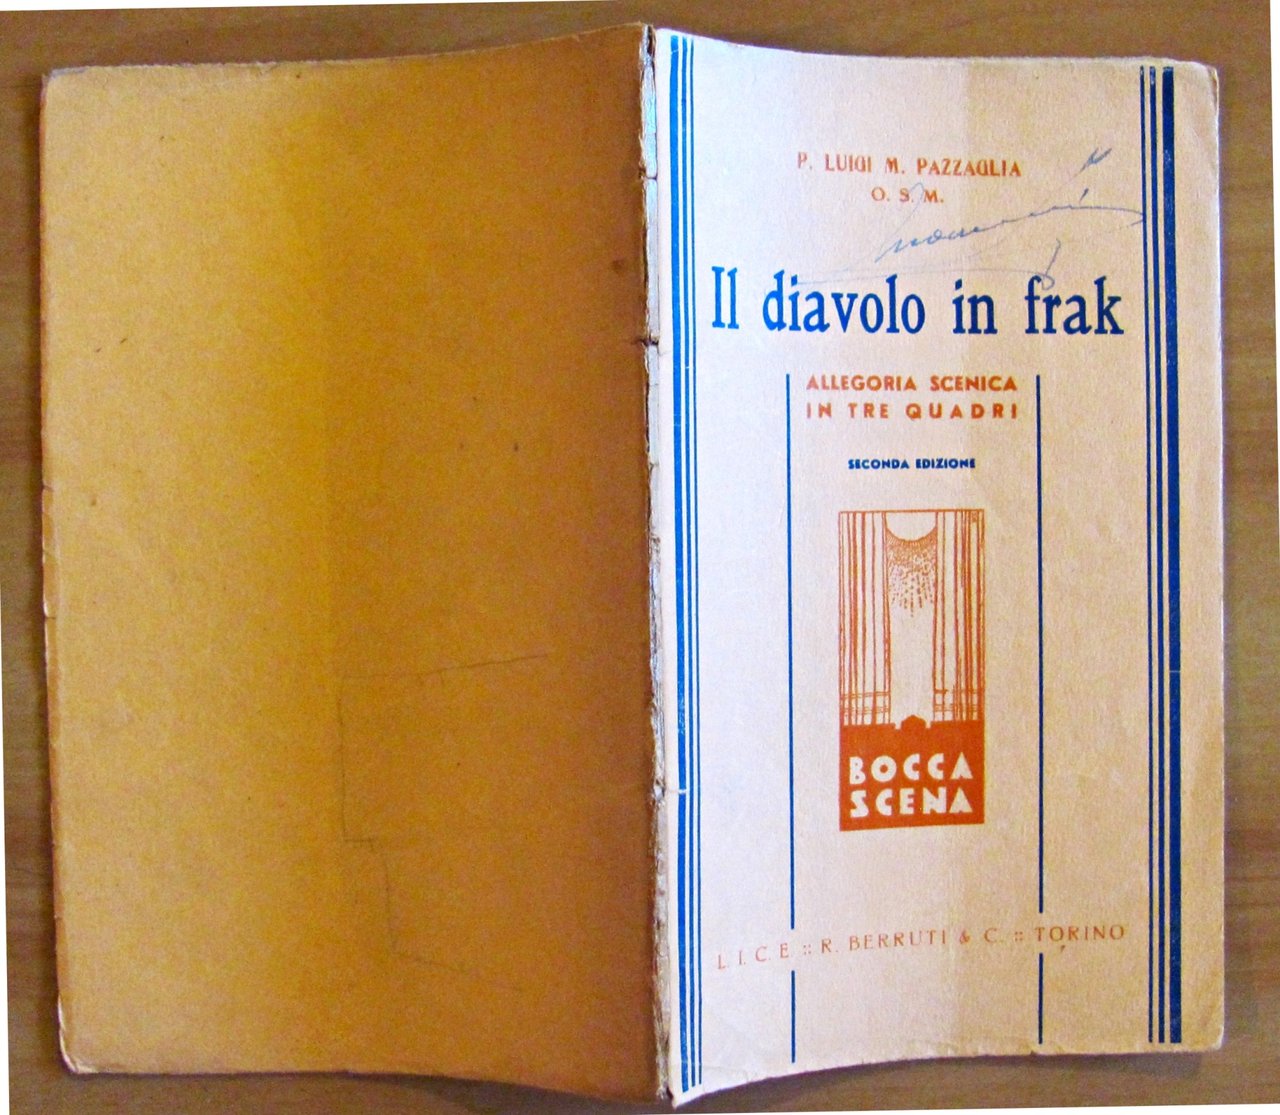 P. LUIGI M. PAZZAGLIA
O. S. M.
Il diavolo in frak
ALLEGORIA SCENICA
IN TRE QUADRI
SECONDA EDIZIONE
BOCCA
SCENA
L. I. C. E :: R. BERRUTI & C. :: TORINO